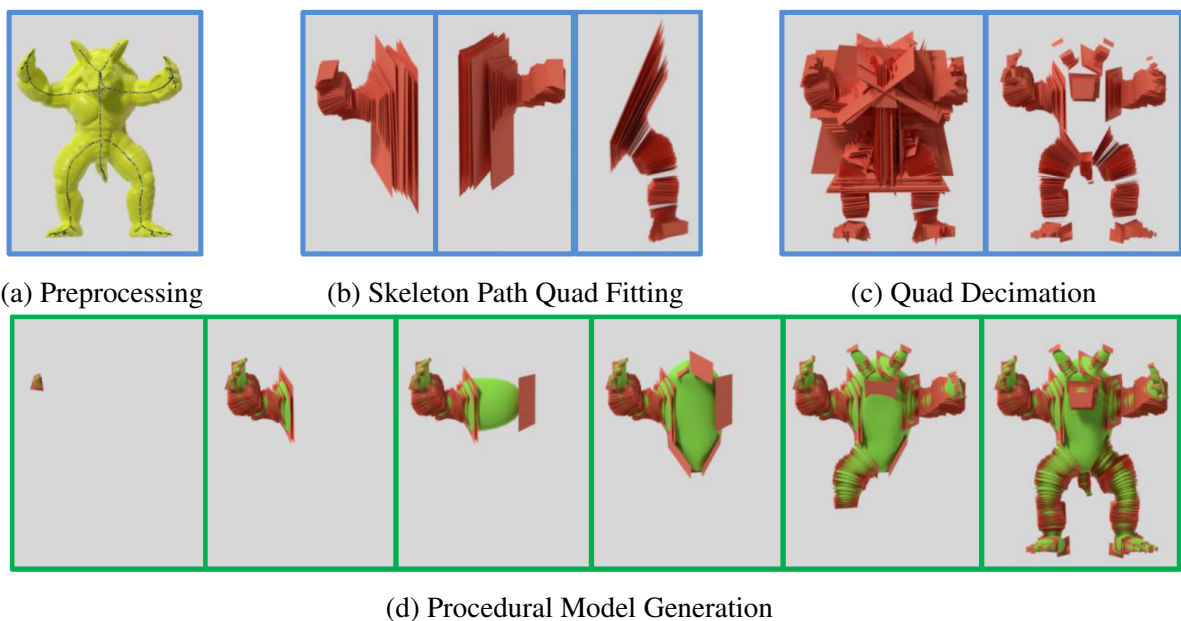 (a) Preprocessing
(b) Skeleton Path Quad Fitting
(c) Quad Decimation
(d) Procedural Model Generation